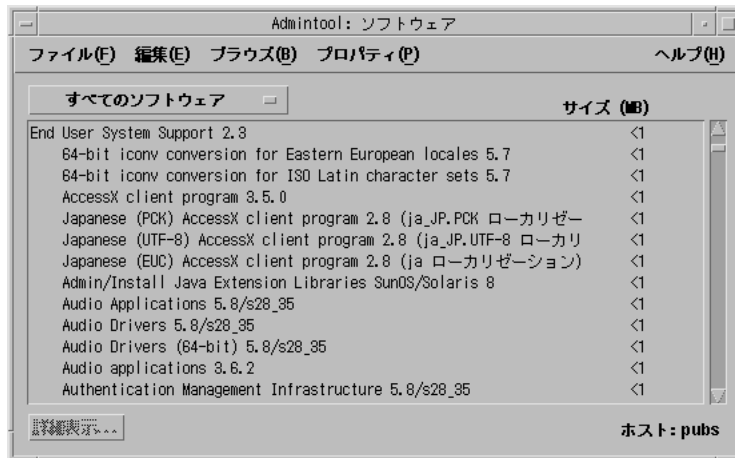 Admintool: ソフトウェア
ファイル(F) 編集(E) ブラウズ(B) プロパティ(P) ヘルプ(H)
すべてのソフトウェア サイズ (MB)
End User System Support 2.3 <1
64-bit iconv conversion for Eastern European locales 5.7 <1
64-bit iconv conversion for ISO Latin character sets 5.7 <1
AccessX client program 3.5.0 <1
Japanese (PCK) AccessX client program 2.8 (ja_JP.PCK ローカリゼー <1
Japanese (UTF-8) AccessX client program 2.8 (ja_JP.UTF-8 ローカリ <1
Japanese (EUC) AccessX client program 2.8 (ja ローカリゼーション) <1
Admin/Install Java Extension Libraries SunOS/Solaris 8 <1
Audio Applications 5.8/s28_35 <1
Audio Drivers 5.8/s28_35 <1
Audio Drivers (64-bit) 5.8/s28_35 <1
Audio applications 3.6.2 <1
Authentication Management Infrastructure 5.8/s28_35 <1
詳細表示... ホスト: pubs